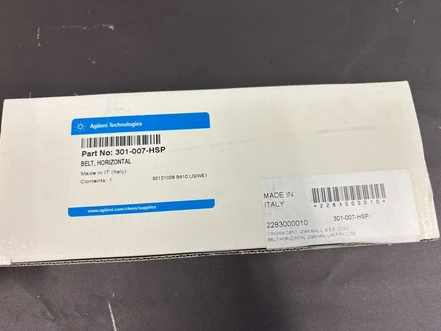 Agilent Technologies
Part No: 301-007-HSP
BELT, HORIZONTAL
Made in IT (Italy)
Contents: 1
www.agilent.com/chem/supplies
MADE IN
ITALY
*2283000010*
2283000010
301-007-HSP